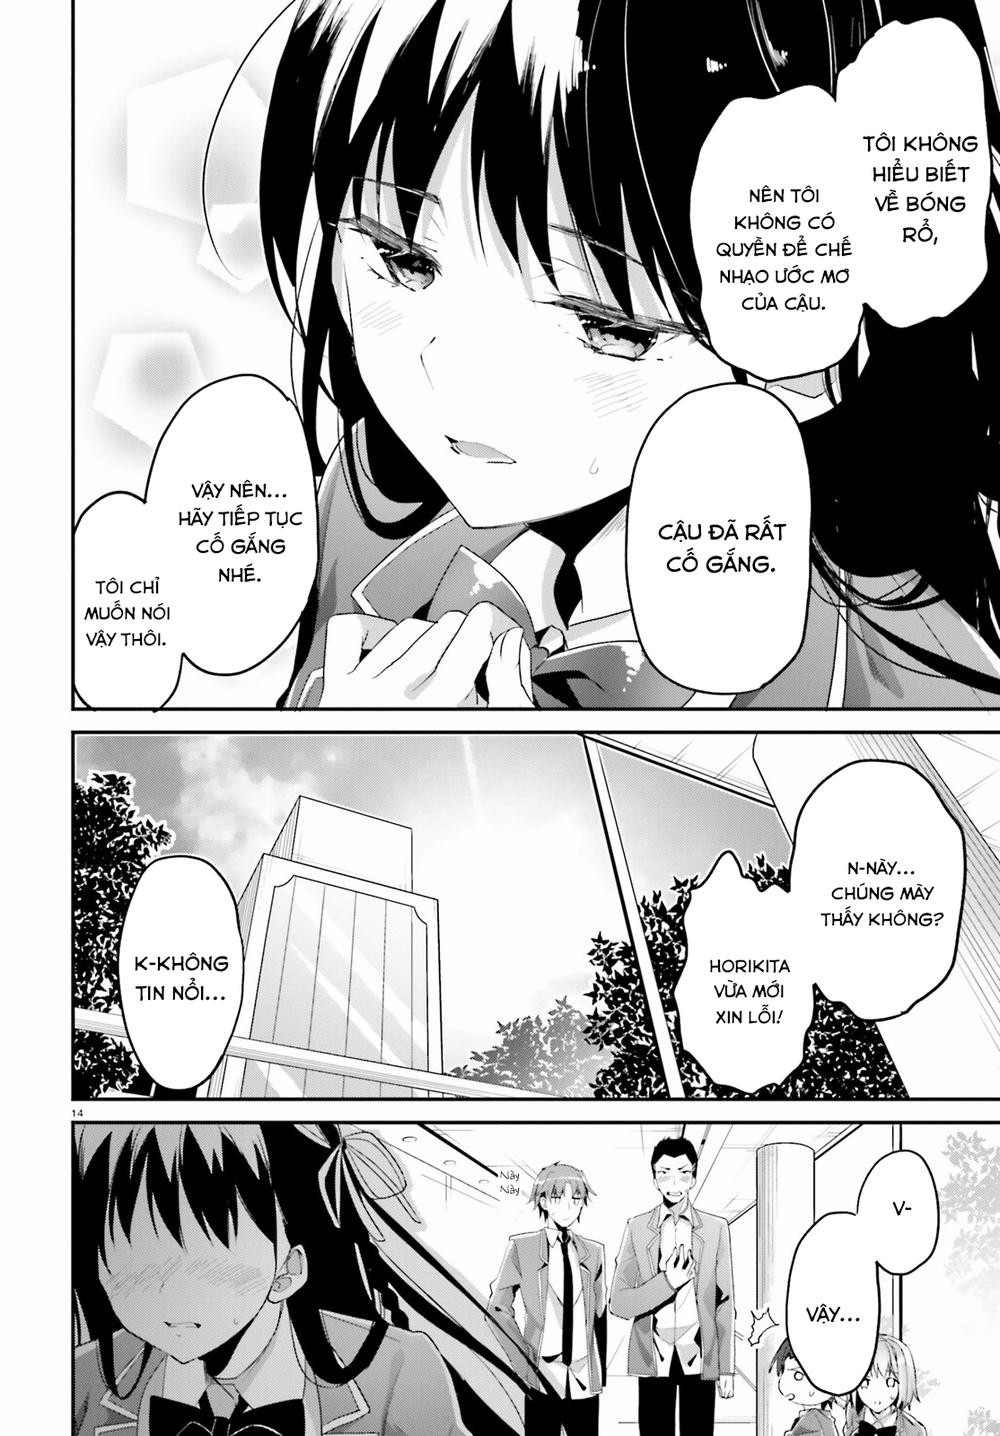 TÔI KHÔNG
HIỂU BIẾT
VỀ BÓNG
RỔ,
NÊN TÔI
KHÔNG CÓ
QUYỀN ĐỂ CHẾ
NHẠO ƯỚC MƠ
CỦA CẬU.
CẬU ĐÃ RẤT
CỐ GẮNG.
VẬY NÊN...
HÃY TIẾP TỤC
CỐ GẮNG
NHÉ.
TÔI CHỈ
MUỐN NÓI
VẬY THÔI.
N-NÀY...
CHÚNG MÀY
THẤY KHÔNG?
HORIKITA
VỪA MỚI
XIN LỖI!
K-KHÔNG
TIN NỔI...
14
V-
VẬY...
Này
Này